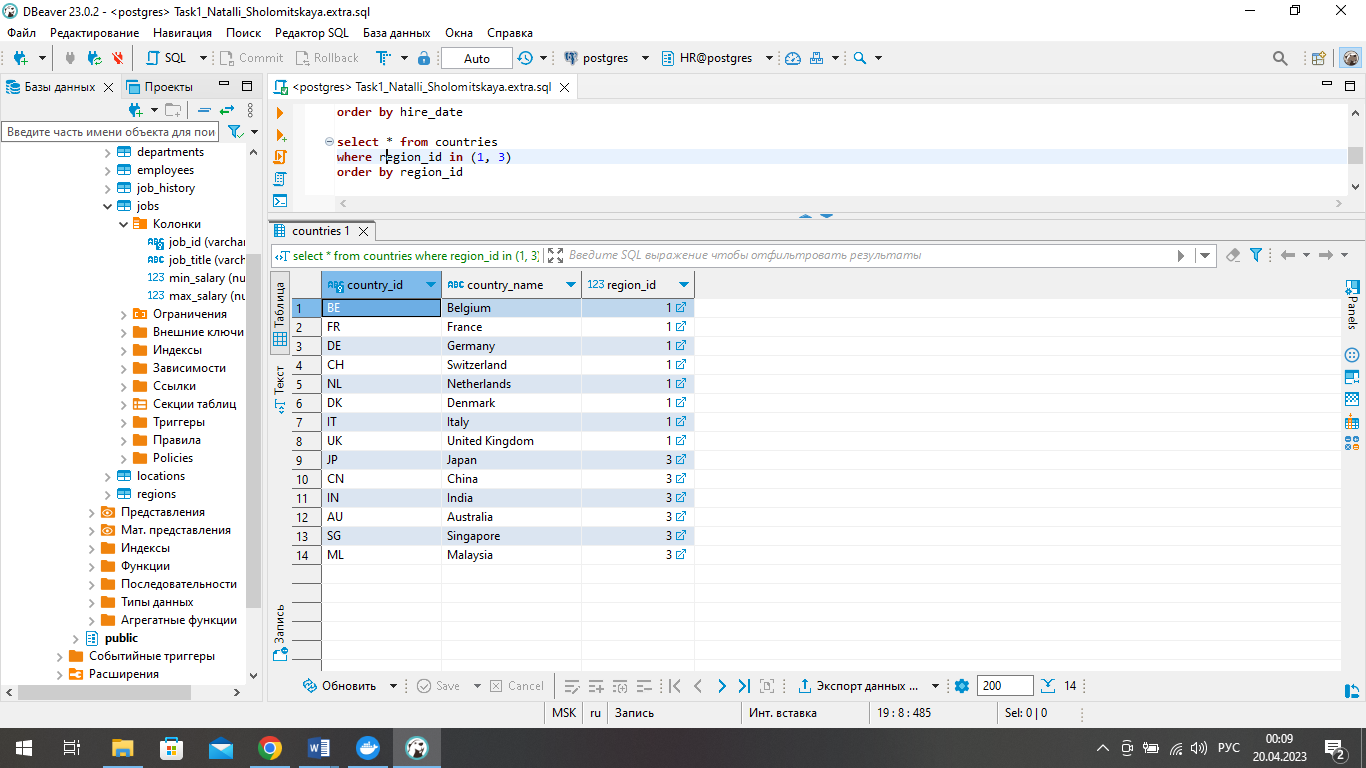 DBeaver 23.0.2 - <postgres> Task1_Natalli_Sholomitskaya.extra.sql
Файл Редактирование Навигация Поиск Редактор SQL База данных Окна Справка
SQL Commit Rollback Auto postgres HR@postgres
Базы данных Проекты
<postgres> Task1_Natalli_Sholomitskaya.extra.sql
Введите часть имени объекта для пои
departments
employees
job_history
jobs
Колонки
job_id (varchar
job_title (varch
min_salary (nu
max_salary (nu
Ограничения
Внешние ключи
Индексы
Зависимости
Ссылки
Секции таблиц
Триггеры
Правила
Policies
locations
regions
Представления
Мат. представления
Индексы
Функции
Последовательности
Типы данных
Агрегатные функции
public
Событийные триггеры
Расширения
order by hire_date
select * from countries
where region_id in (1, 3)
order by region_id
countries 1
select * from countries where region_id in (1, 3) Введите SQL выражение чтобы отфильтровать результаты
Таблица
Текст
Запись
country_id country_name region_id
1 BE Belgium 1
2 FR France 1
3 DE Germany 1
4 CH Switzerland 1
5 NL Netherlands 1
6 DK Denmark 1
7 IT Italy 1
8 UK United Kingdom 1
9 JP Japan 3
10 CN China 3
11 IN India 3
12 AU Australia 3
13 SG Singapore 3
14 ML Malaysia 3
Panels
Обновить Save Cancel Экспорт данных ... 200 14
MSK ru Запись Инт. вставка 19 : 8 : 485 Sel: 0 | 0
РУС 00:09
20.04.2023
2